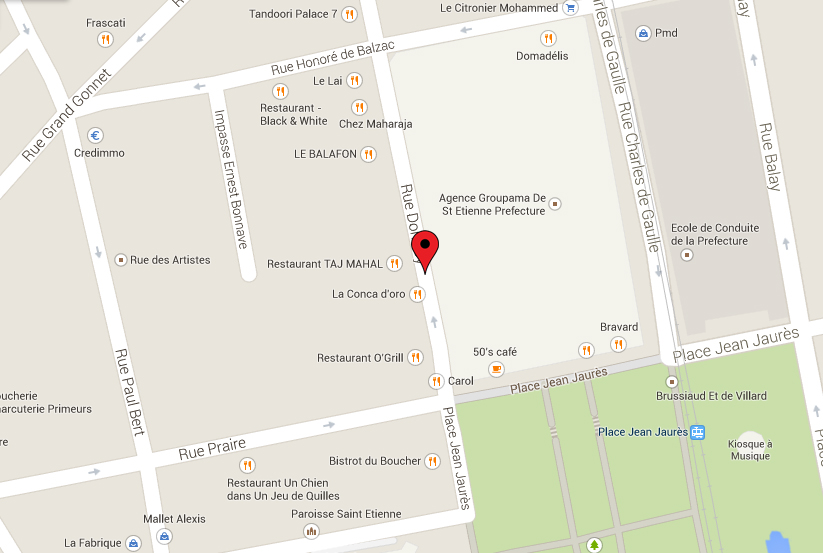 Tandoori Palace 7
Le Citronier Mohammed
Frascati
Pmd
Domadélis
Rue Honoré de Balzac
Le Lai
Rue Grand Gonnet
Restaurant -
Black & White
Chez Maharaja
Charles de Gaulle
Rue Charles de Gaulle
Balay
Rue Balay
Credimmo
Impasse Ernest Bonnave
LE BALAFON
Agence Groupama De
St Etienne Prefecture
Ecole de Conduite
de la Prefecture
Rue des Artistes
Restaurant TAJ MAHAL
La Conca d'oro
Bravard
50's café
Place Jean Jaurès
Restaurant O'Grill
Carol
Place Jean Jaurès
Brussiaud Et de Villard
Rue Paul Bert
Place Jean Jaurès
Rue Praire
Place Jean Jaurès
Kiosque à
Musique
Bistrot du Boucher
Restaurant Un Chien
dans Un Jeu de Quilles
Mallet Alexis
Paroisse Saint Etienne
La Fabrique